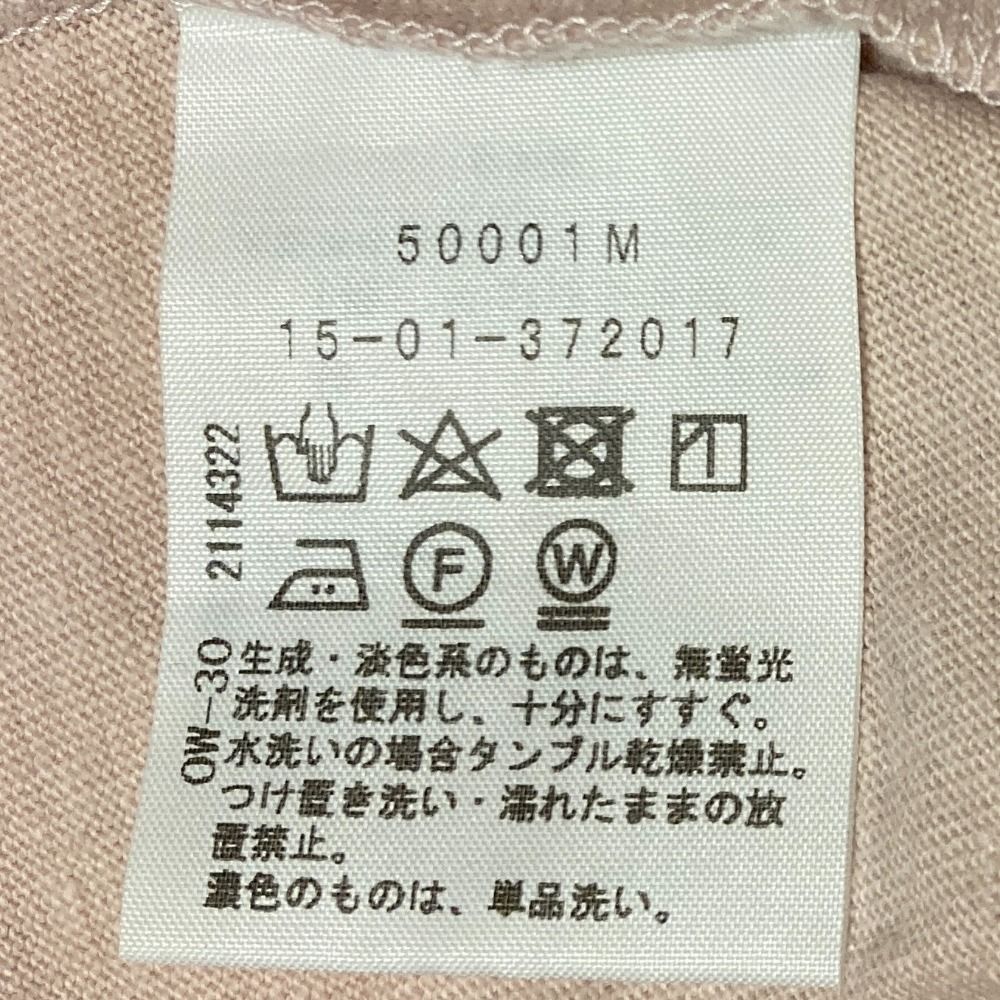 50001M
15-01-372017
2114322
F
W
OW-30
生成・淡色系のものは、無蛍光
洗剤を使用し、十分にすすぐ。
水洗いの場合タンブル乾燥禁止。
つけ置き洗い・濡れたままの放
置禁止。
濃色のものは、単品洗い。